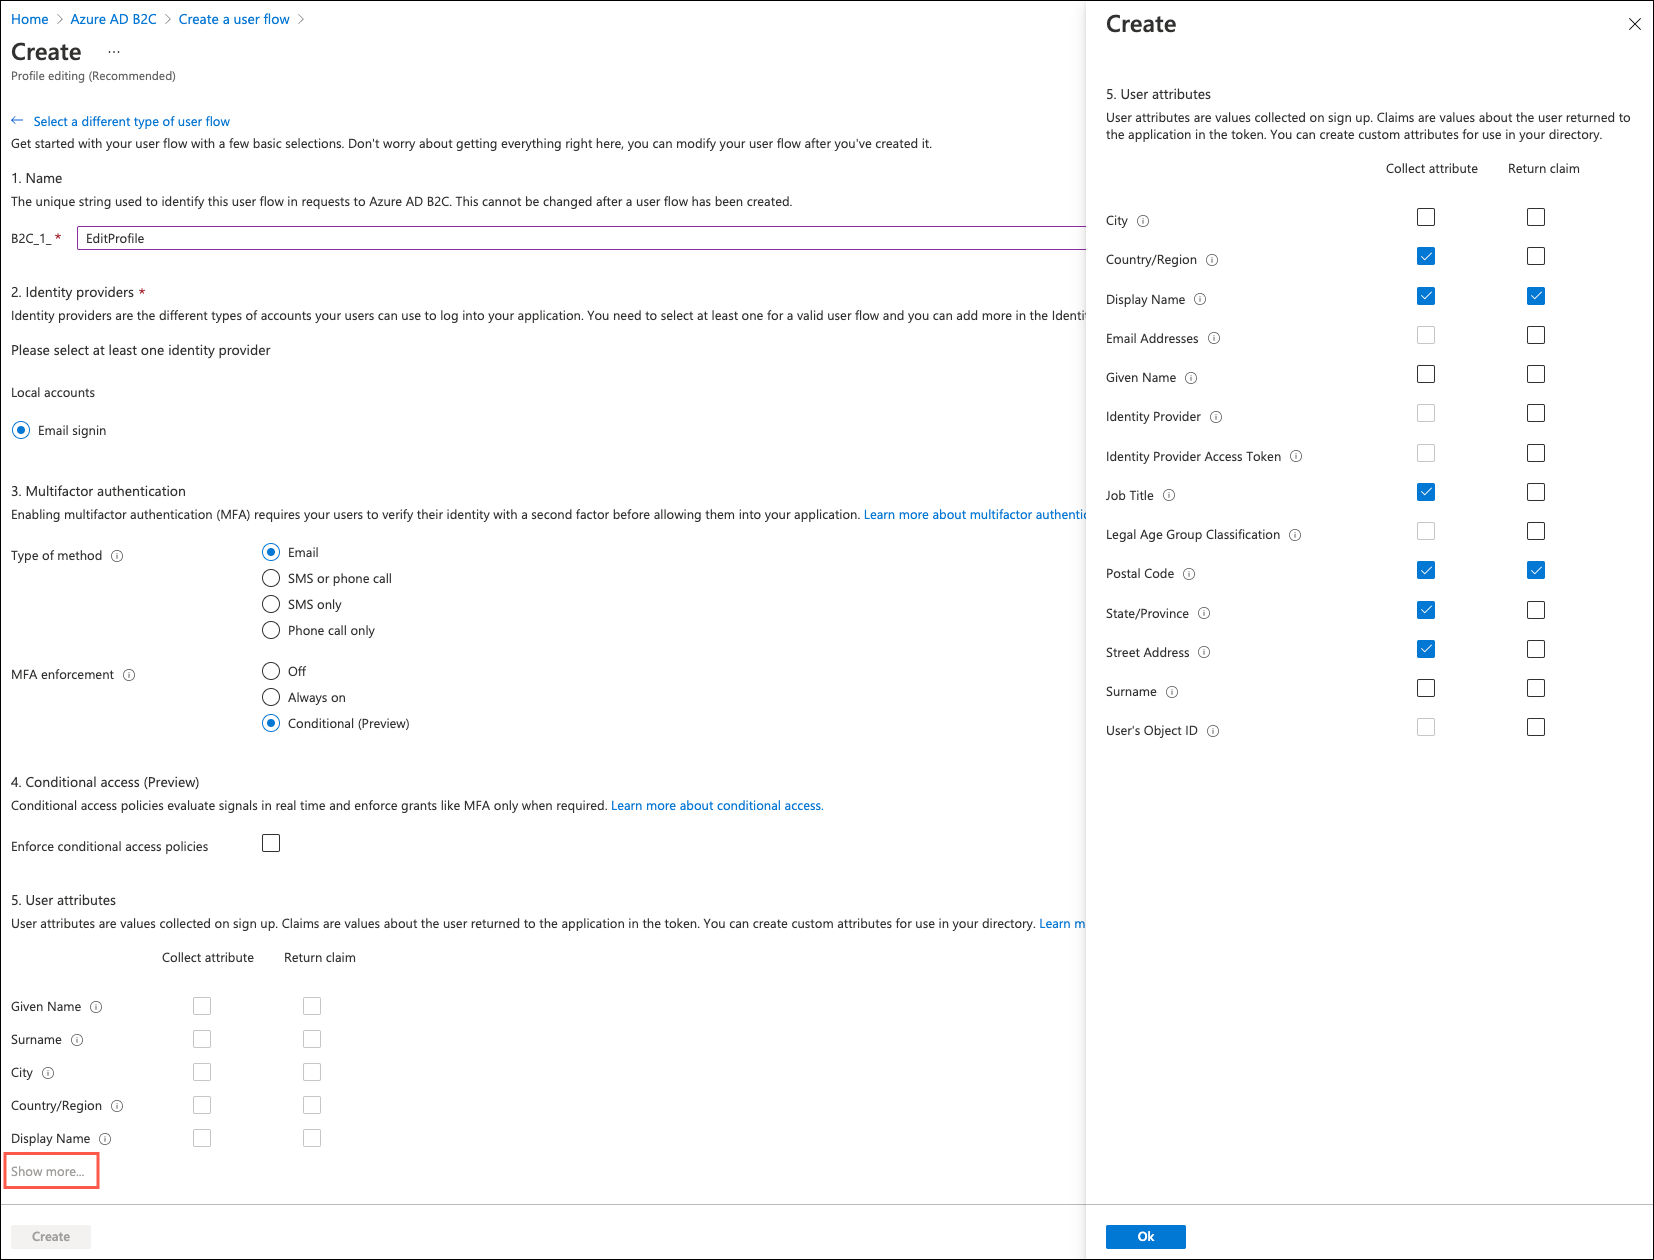 Home > Azure AD B2C > Create a user flow >
Create ...
Profile editing (Recommended)
← Select a different type of user flow
Get started with your user flow with a few basic selections. Don't worry about getting everything right here, you can modify your user flow after you've created it.
1. Name
The unique string used to identify this user flow in requests to Azure AD B2C. This cannot be changed after a user flow has been created.
B2C_1_ * EditProfile
2. Identity providers *
Identity providers are the different types of accounts your users can use to log into your application. You need to select at least one for a valid user flow and you can add more in the Identi
Please select at least one identity provider
Local accounts
Email signin
3. Multifactor authentication
Enabling multifactor authentication (MFA) requires your users to verify their identity with a second factor before allowing them into your application. Learn more about multifactor authentic
Type of method
Email
SMS or phone call
SMS only
Phone call only
MFA enforcement
Off
Always on
Conditional (Preview)
4. Conditional access (Preview)
Conditional access policies evaluate signals in real time and enforce grants like MFA only when required. Learn more about conditional access.
Enforce conditional access policies
5. User attributes
User attributes are values collected on sign up. Claims are values about the user returned to the application in the token. You can create custom attributes for use in your directory. Learn m
Collect attribute Return claim
Given Name
Surname
City
Country/Region
Display Name
Show more...
Create
Create
5. User attributes
User attributes are values collected on sign up. Claims are values about the user returned to
the application in the token. You can create custom attributes for use in your directory.
Collect attribute Return claim
City
Country/Region
Display Name
Email Addresses
Given Name
Identity Provider
Identity Provider Access Token
Job Title
Legal Age Group Classification
Postal Code
State/Province
Street Address
Surname
User's Object ID
Ok